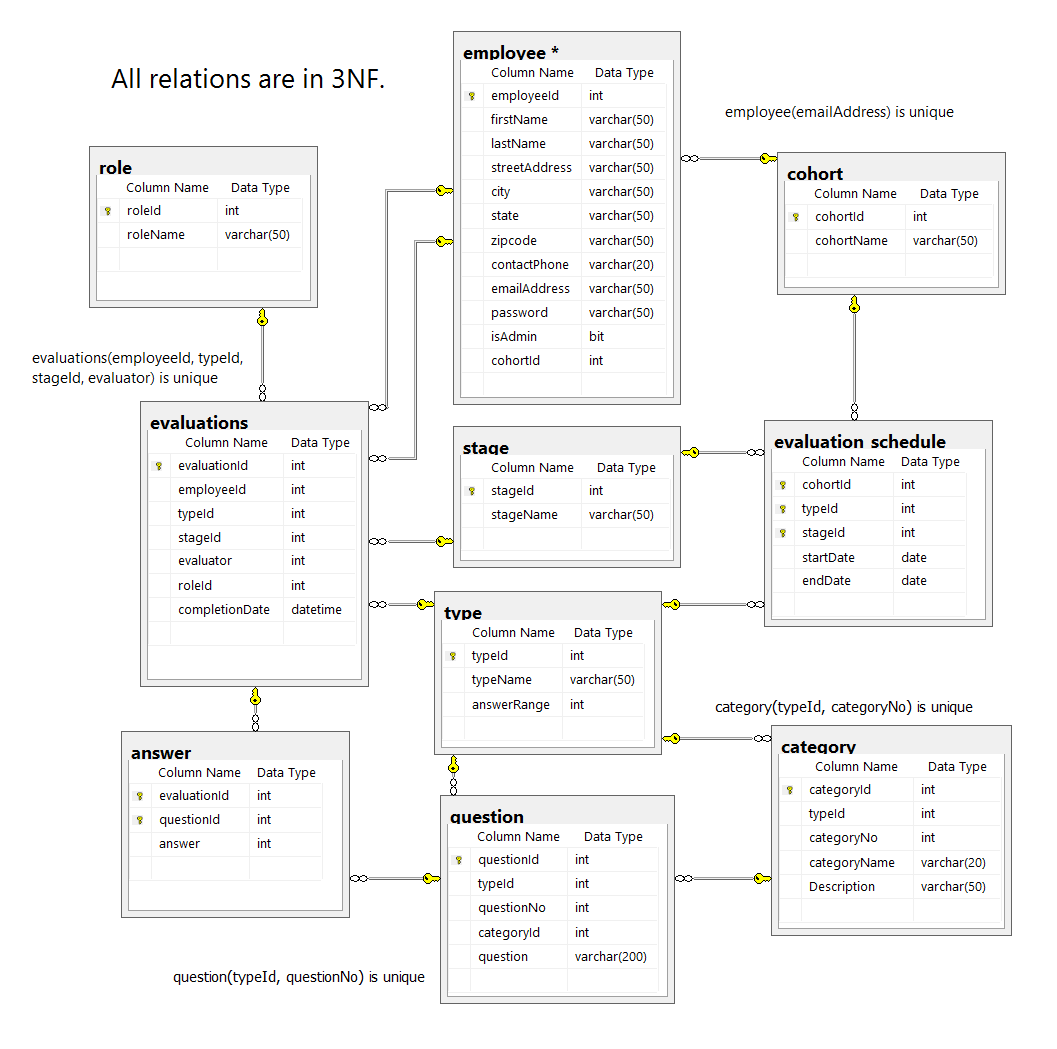 All relations are in 3NF.
employee *
Column Name Data Type
employeeId int
firstName varchar(50)
lastName varchar(50)
streetAddress varchar(50)
city varchar(50)
state varchar(50)
zipcode varchar(50)
contactPhone varchar(20)
emailAddress varchar(50)
password varchar(50)
isAdmin bit
cohortId int
employee(emailAddress) is unique
role
Column Name Data Type
roleId int
roleName varchar(50)
cohort
Column Name Data Type
cohortId int
cohortName varchar(50)
evaluations(employeeId, typeId,
stageId, evaluator) is unique
evaluations
Column Name Data Type
evaluationId int
employeeId int
typeId int
stageId int
evaluator int
roleId int
completionDate datetime
stage
Column Name Data Type
stageId int
stageName varchar(50)
evaluation_schedule
Column Name Data Type
cohortId int
typeId int
stageId int
startDate date
endDate date
type
Column Name Data Type
typeId int
typeName varchar(50)
answerRange int
category(typeId, categoryNo) is unique
category
Column Name Data Type
categoryId int
typeId int
categoryNo int
categoryName varchar(20)
Description varchar(50)
answer
Column Name Data Type
evaluationId int
questionId int
answer int
question
Column Name Data Type
questionId int
typeId int
questionNo int
categoryId int
question varchar(200)
question(typeId, questionNo) is unique